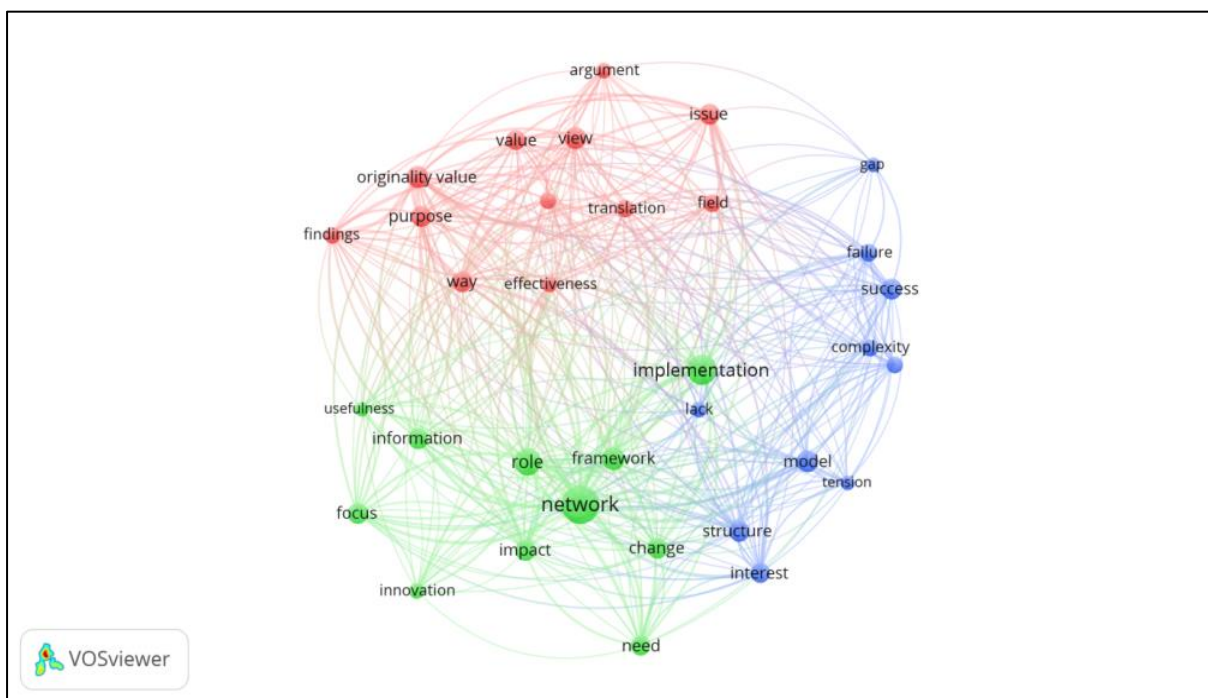 argument
issue
value
view
gap
originality value
translation
field
purpose
findings
failure
way
effectiveness
success
complexity
implementation
lack
usefulness
information
role
framework
model
tension
network
focus
structure
impact
change
interest
innovation
need
VOSviewer